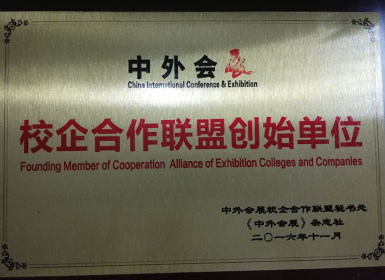 中外会展
China International Conference & Exhibition
校企合作联盟创始单位
Founding Member of Cooperation Alliance of Exhibition Colleges and Companies
中外会展校企合作联盟秘书处
《中外会展》杂志社
二〇一六年十一月